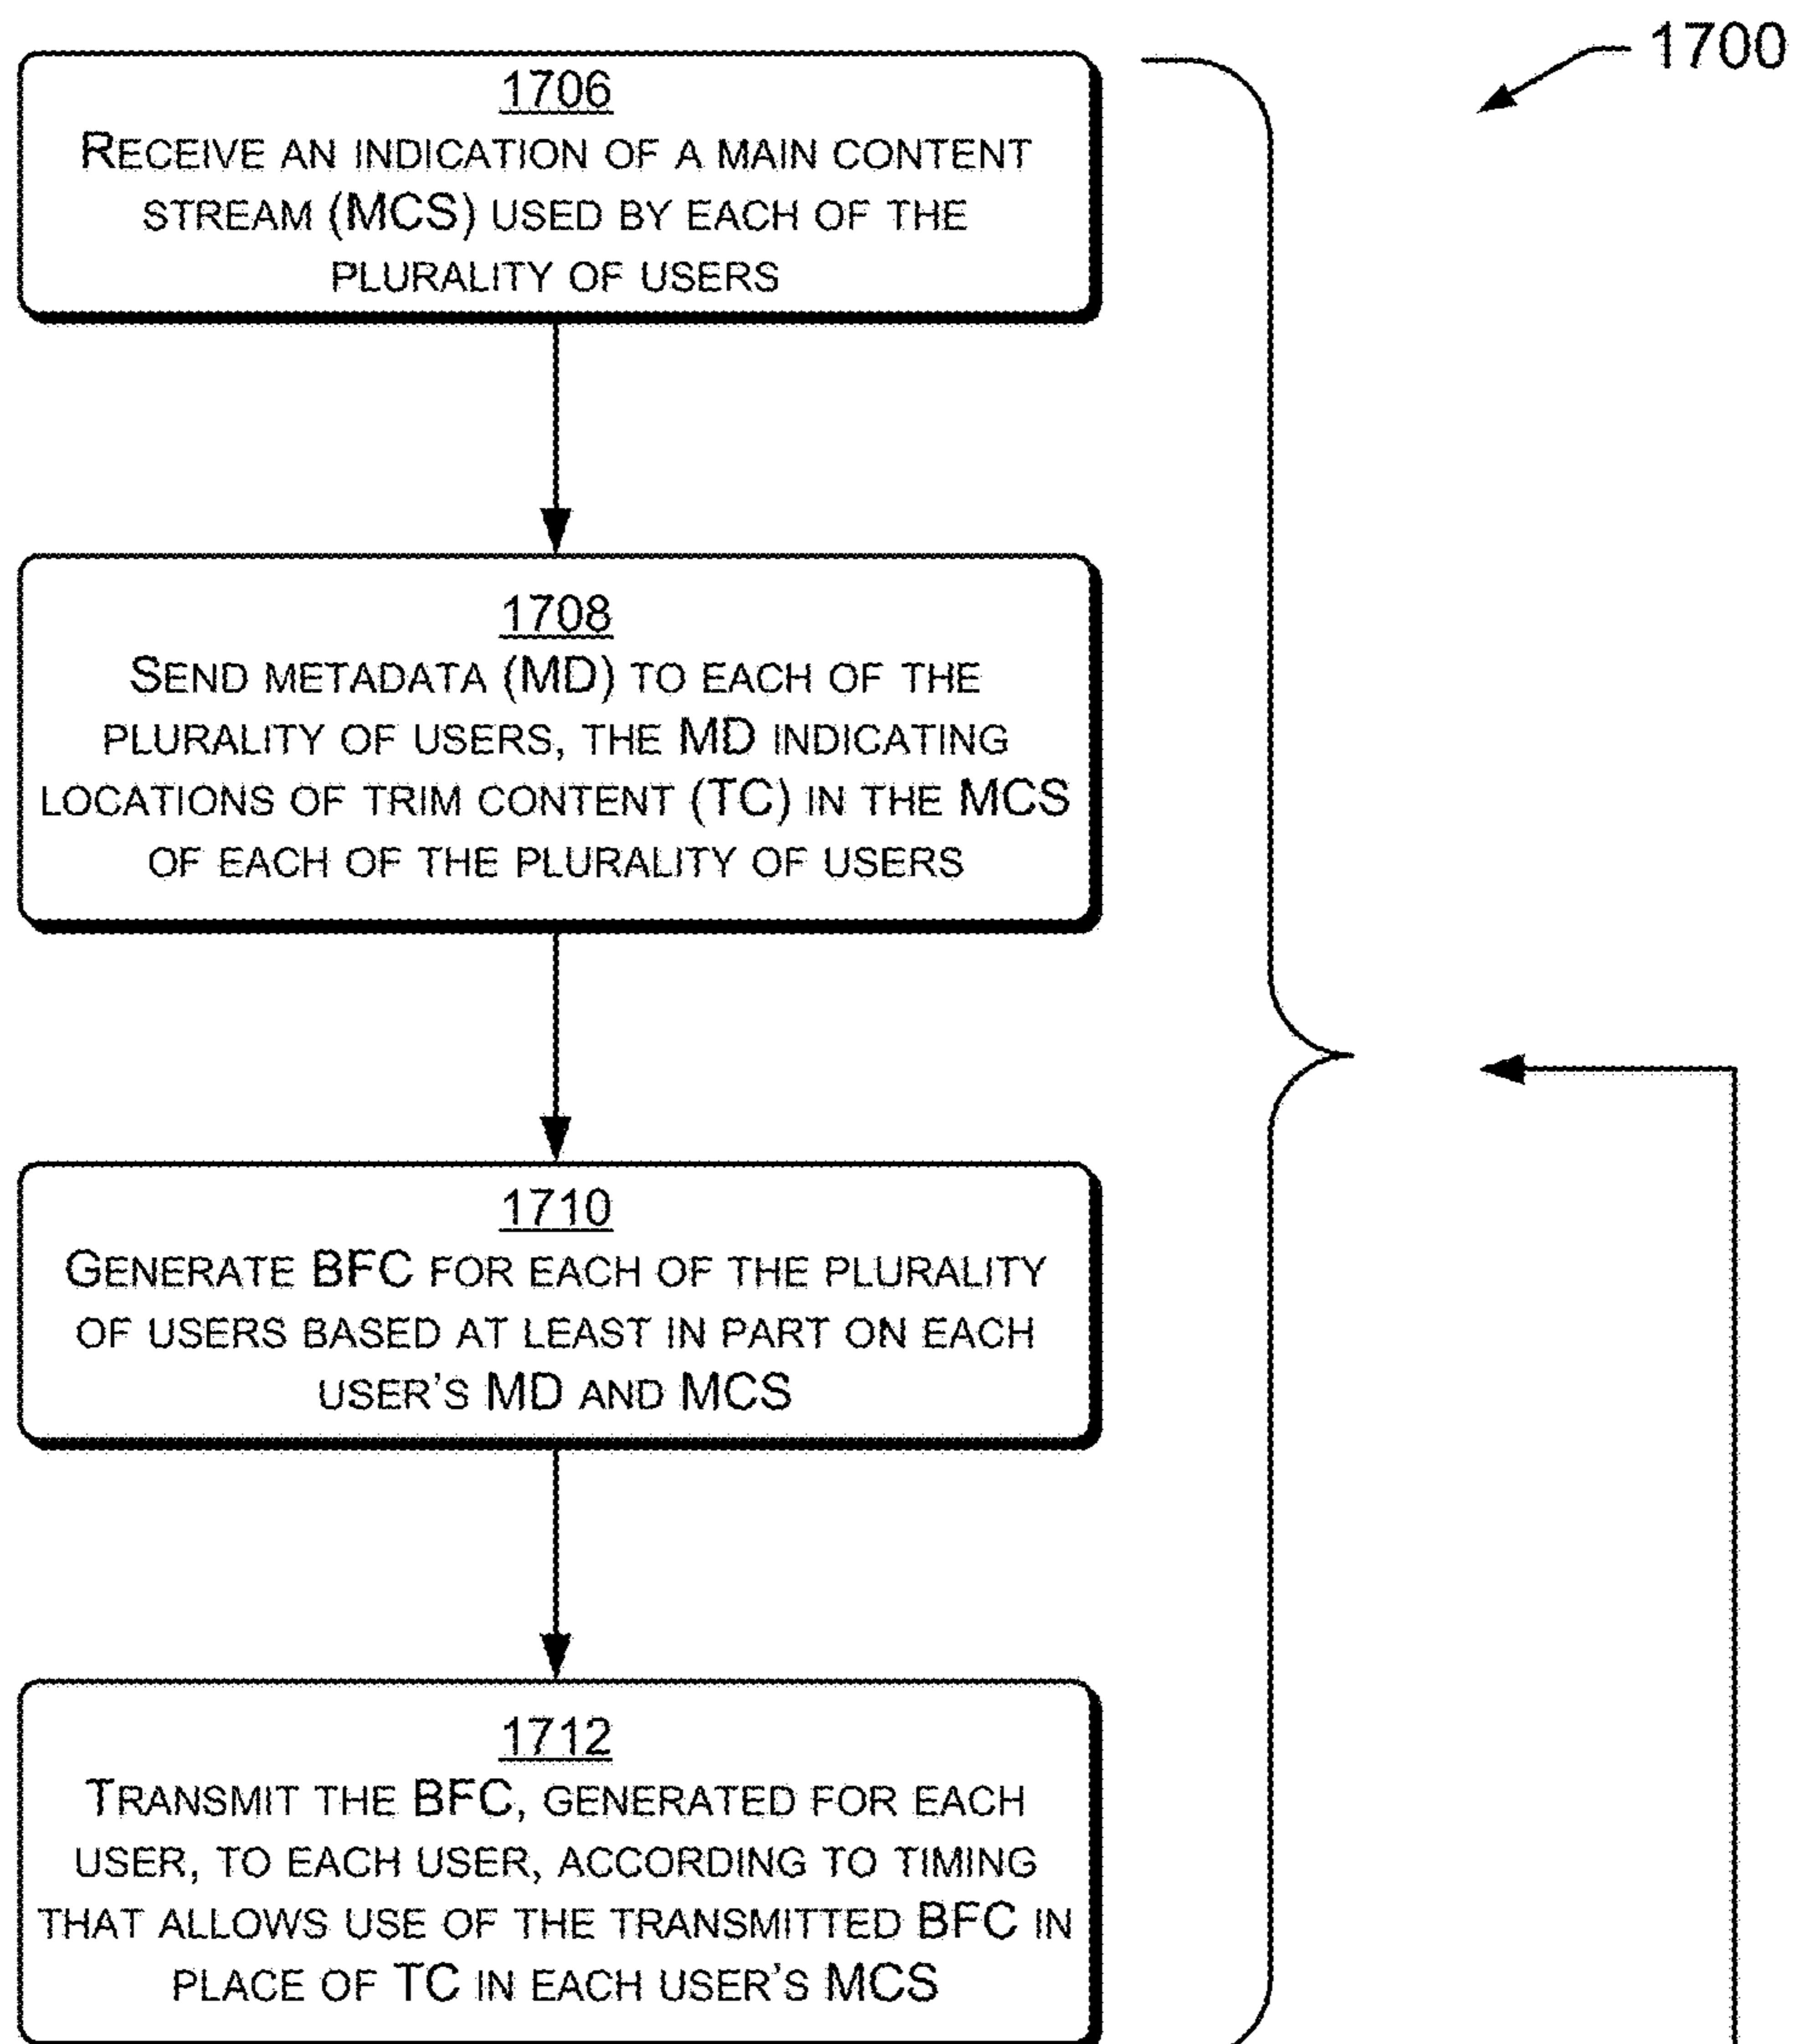 1700
1706
RECEIVE AN INDICATION OF A MAIN CONTENT
STREAM (MCS) USED BY EACH OF THE
PLURALITY OF USERS
1708
SEND METADATA (MD) TO EACH OF THE
PLURALITY OF USERS, THE MD INDICATING
LOCATIONS OF TRIM CONTENT (TC) IN THE MCS
OF EACH OF THE PLURALITY OF USERS
1710
GENERATE BFC FOR EACH OF THE PLURALITY
OF USERS BASED AT LEAST IN PART ON EACH
USER'S MD AND MCS
1712
TRANSMIT THE BFC, GENERATED FOR EACH
USER, TO EACH USER, ACCORDING TO TIMING
THAT ALLOWS USE OF THE TRANSMITTED BFC IN
PLACE OF TC IN EACH USER'S MCS